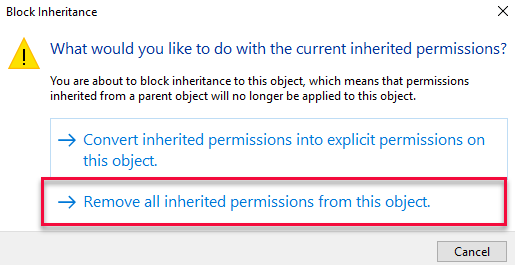 Block Inheritance
What would you like to do with the current inherited permissions?
You are about to block inheritance to this object, which means that permissions
inherited from a parent object will no longer be applied to this object.
Convert inherited permissions into explicit permissions on
this object.
Remove all inherited permissions from this object.
Cancel